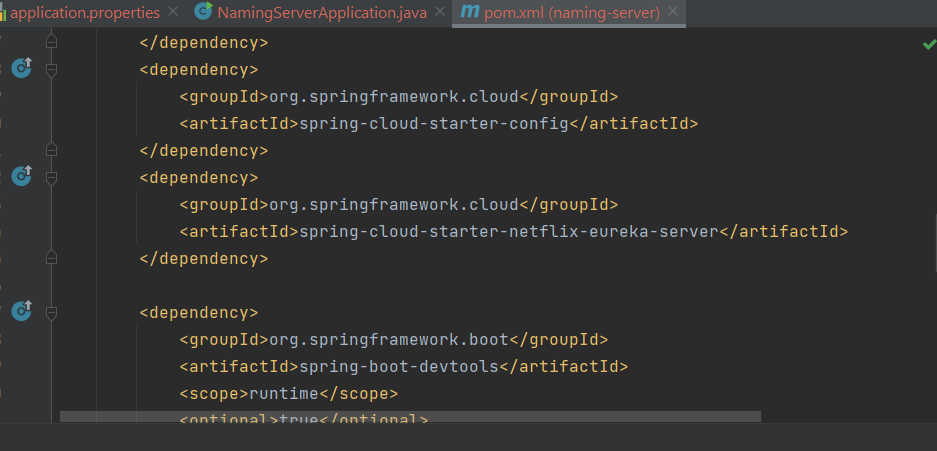 application.properties NamingServerApplication.java pom.xml (naming-server)
</dependency>
<dependency>
<groupId>org.springframework.cloud</groupId>
<artifactId>spring-cloud-starter-config</artifactId>
</dependency>
<dependency>
<groupId>org.springframework.cloud</groupId>
<artifactId>spring-cloud-starter-netflix-eureka-server</artifactId>
</dependency>
<dependency>
<groupId>org.springframework.boot</groupId>
<artifactId>spring-boot-devtools</artifactId>
<scope>runtime</scope>
<optional>true</optional>